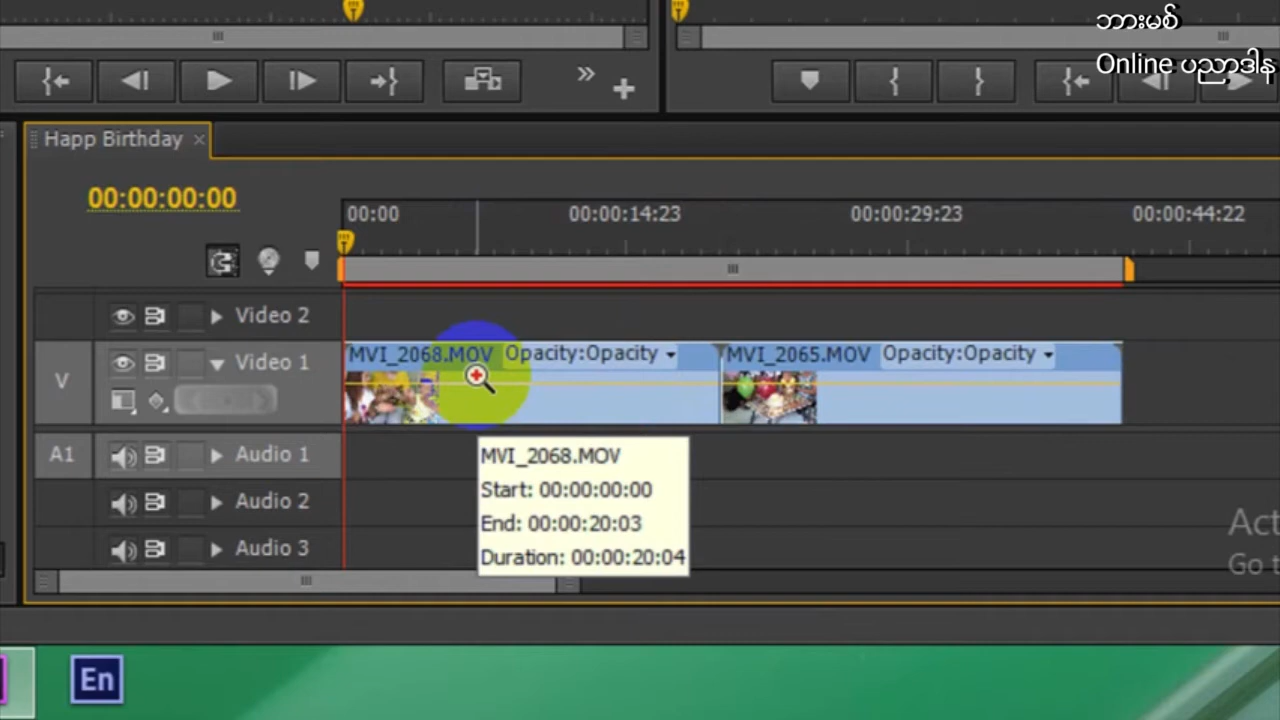 ဘားမစ်
Online ပညာဒါန
Happ Birthday
00:00:00:00
00:00 00:00:14:23 00:00:29:23 00:00:44:22
Video 2
V
Video 1
MVI_2068.MOV Opacity:Opacity
MVI_2065.MOV Opacity:Opacity
A1
Audio 1
Audio 2
Audio 3
MVI_2068.MOV
Start: 00:00:00:00
End: 00:00:20:03
Duration: 00:00:20:04
Act
Go t
En